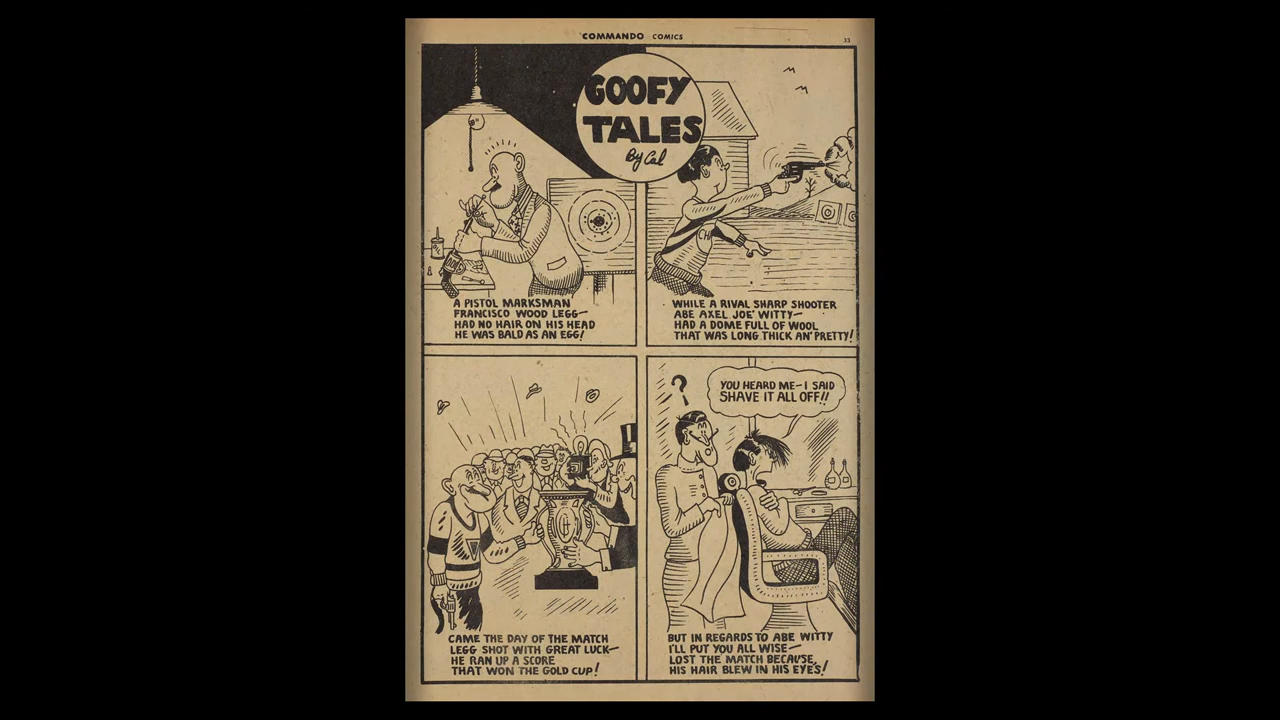 COMMANDO COMICS
33
GOOFY
TALES
By Cal
A PISTOL MARKSMAN
FRANCISCO WOOD LEGG—
HAD NO HAIR ON HIS HEAD
HE WAS BALD AS AN EGG!
WHILE A RIVAL SHARP SHOOTER
ABE AXEL JOE' WITTY—
HAD A DOME FULL OF WOOL
THAT WAS LONG THICK AN' PRETTY!
CAME THE DAY OF THE MATCH
LEGG SHOT WITH GREAT LUCK—
HE RAN UP A SCORE
THAT WON THE GOLD CUP!
?
YOU HEARD ME—I SAID
SHAVE IT ALL OFF!!
BUT IN REGARDS TO ABE WITTY
I'LL PUT YOU ALL WISE—
LOST THE MATCH BECAUSE,
HIS HAIR BLEW IN HIS EYES!